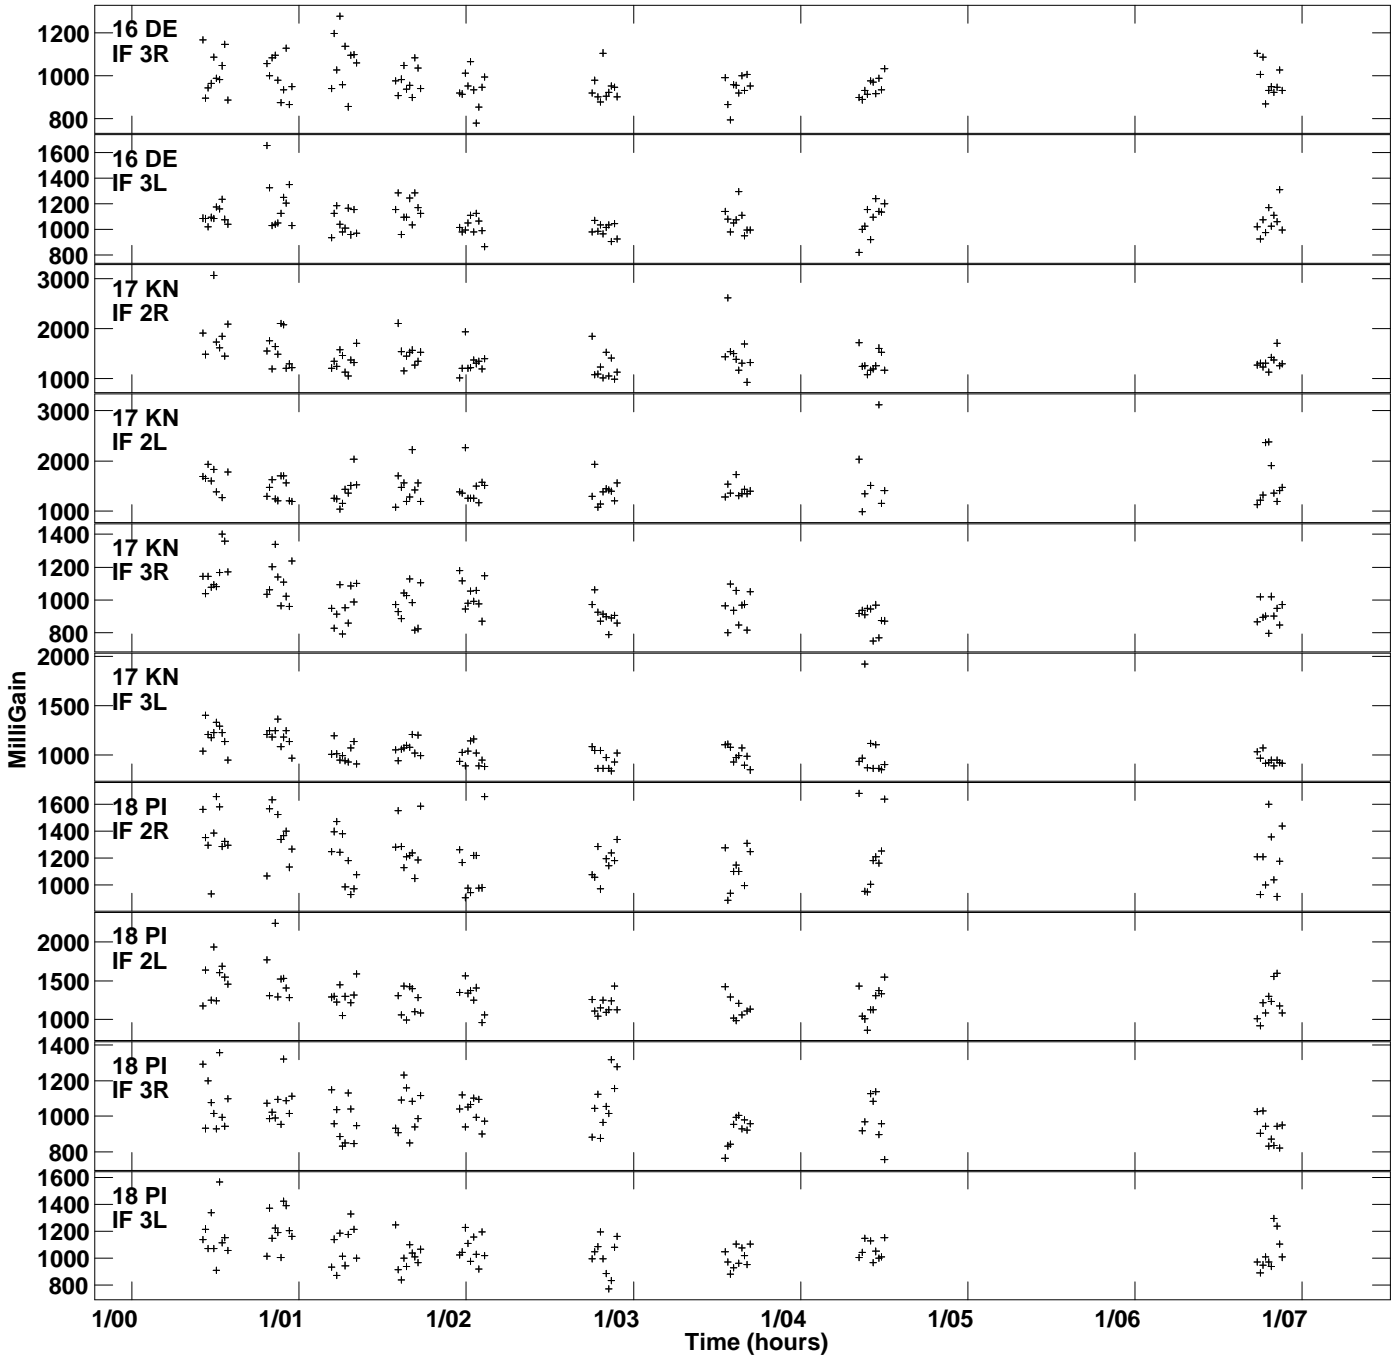 16 DE
IF 3R
1200
1000
800
16 DE
IF 3L
1600
1400
1200
1000
800
17 KN
IF 2R
3000
2000
1000
17 KN
IF 2L
3000
2000
1000
17 KN
IF 3R
1400
1200
1000
800
17 KN
IF 3L
2000
1500
1000
MilliGain
18 PI
IF 2R
1600
1400
1200
1000
18 PI
IF 2L
2000
1500
1000
18 PI
IF 3R
1400
1200
1000
800
18 PI
IF 3L
1600
1400
1200
1000
800
1/00 1/01 1/02 1/03 1/04 1/05 1/06 1/07
Time (hours)